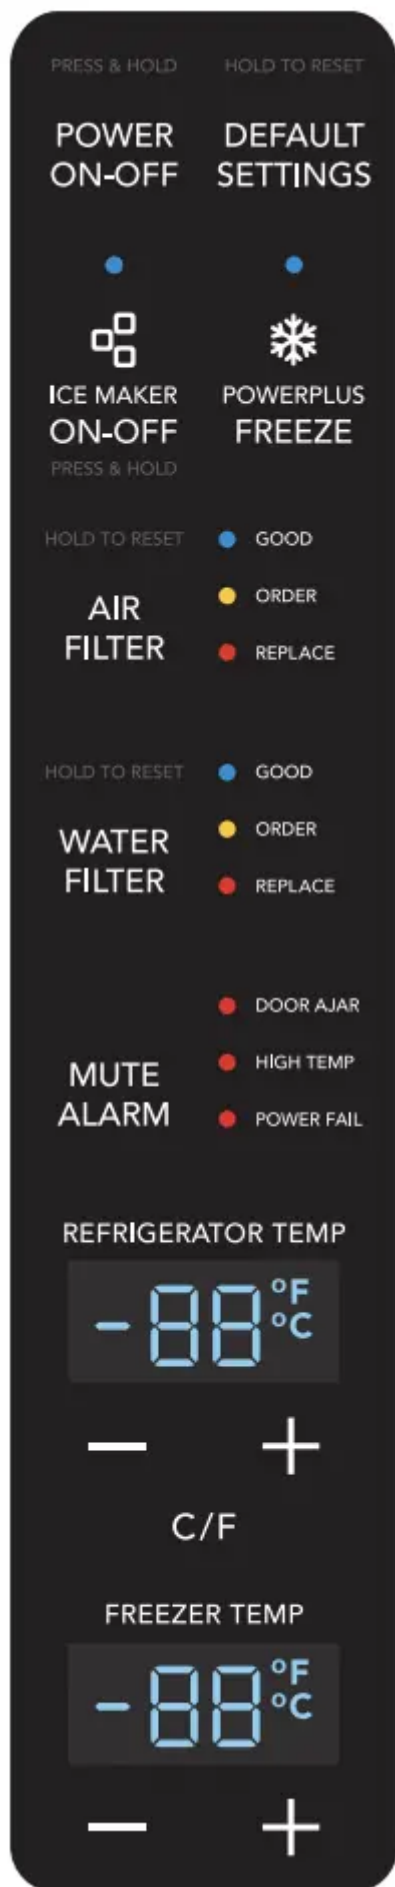 PRESS & HOLD HOLD TO RESET
POWER DEFAULT
ON-OFF SETTINGS
ICE MAKER POWERPLUS
ON-OFF FREEZE
PRESS & HOLD
HOLD TO RESET GOOD
AIR ORDER
FILTER REPLACE
HOLD TO RESET GOOD
WATER ORDER
FILTER REPLACE
DOOR AJAR
MUTE HIGH TEMP
ALARM POWER FAIL
REFRIGERATOR TEMP
-88 °F
°C
— +
C/F
FREEZER TEMP
-88 °F
°C
— +